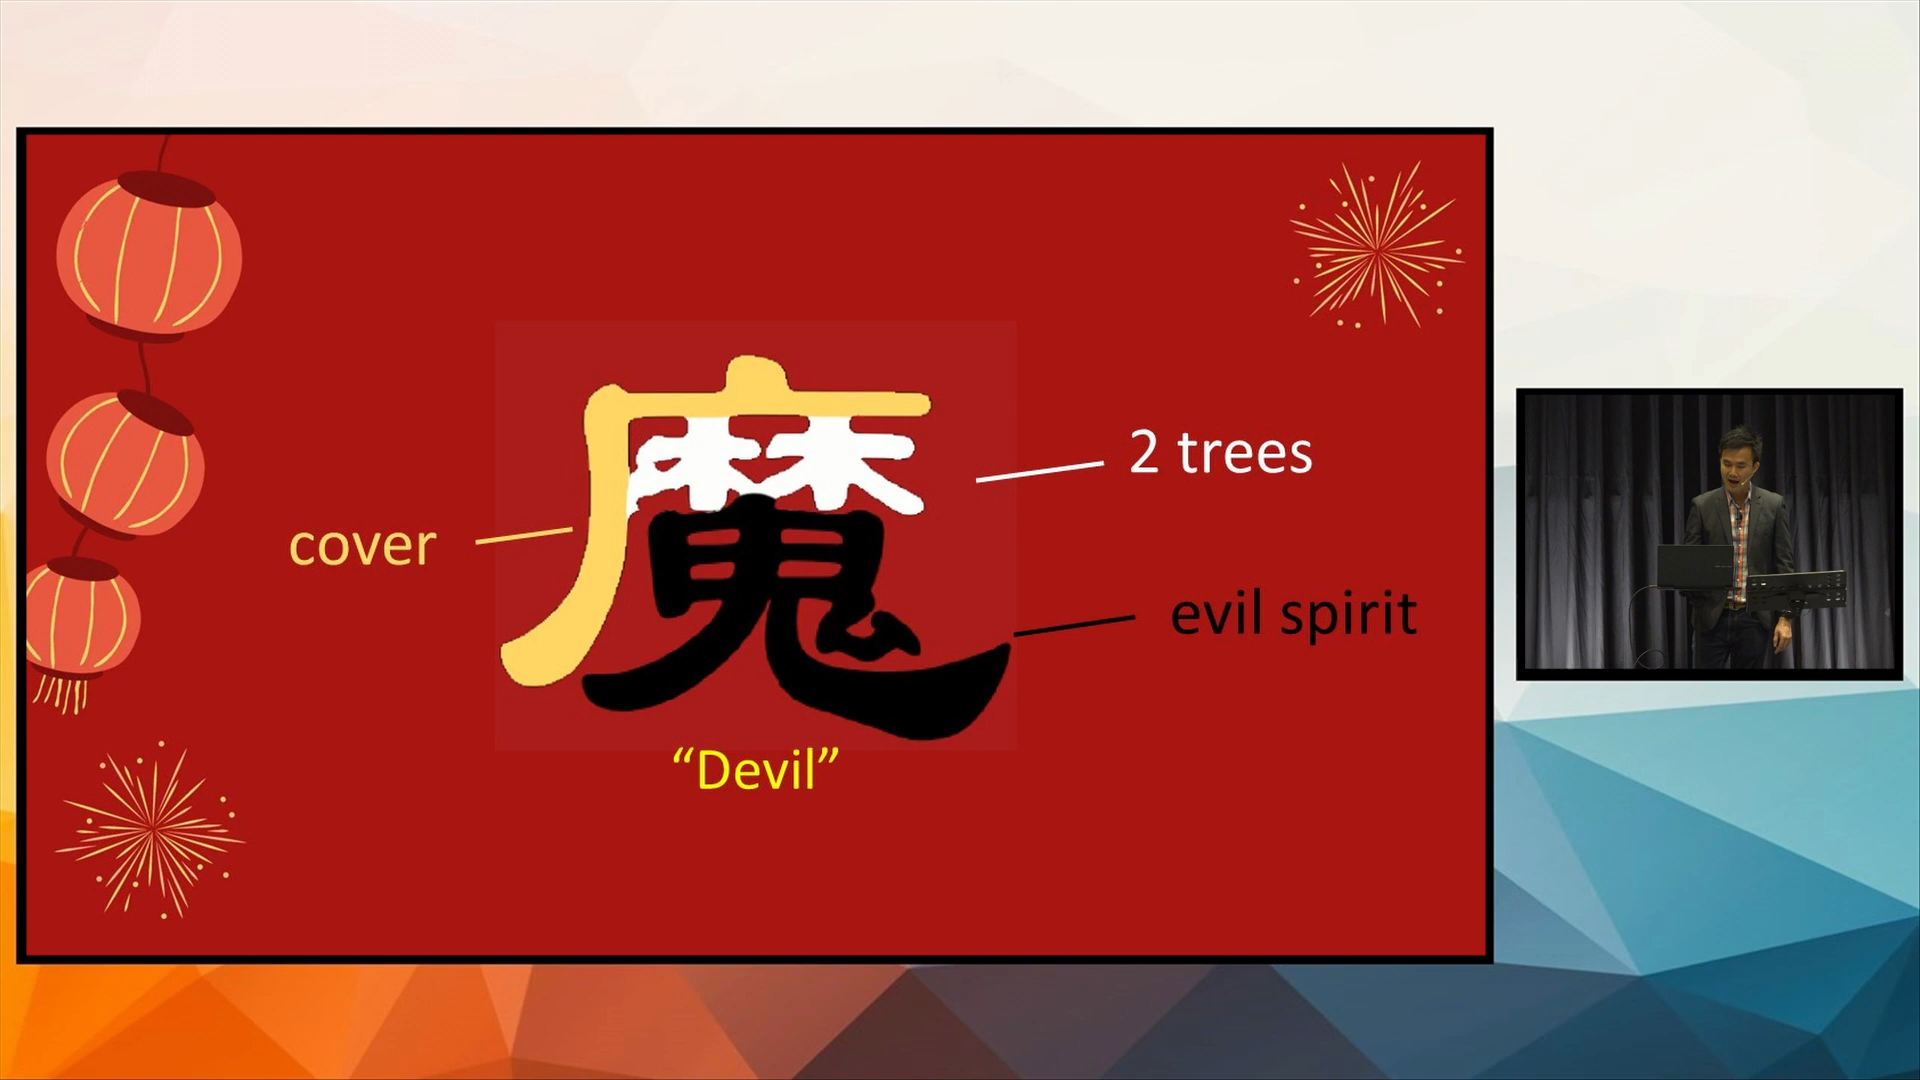 魔
2 trees
cover
evil spirit
“Devil”